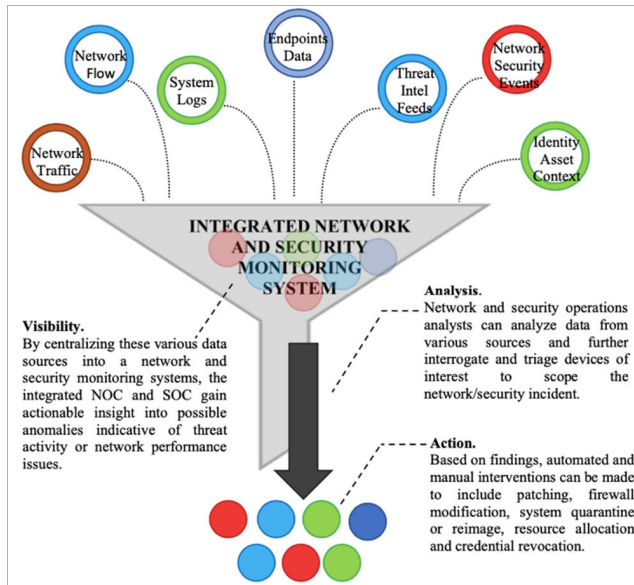 Network
Flow
System
Logs
Endpoints
Data
Threat
Intel
Feeds
Network
Security
Events
Network
Traffic
Identity
Asset
Context
INTEGRATED NETWORK
AND SECURITY
MONITORING
SYSTEM
Visibility.
By centralizing these various data
sources into a network and
security monitoring systems, the
integrated NOC and SOC gain
actionable insight into possible
anomalies indicative of threat
activity or network performance
issues.
Analysis.
Network and security operations
analysts can analyze data from
various sources and further
interrogate and triage devices of
interest to scope the
network/security incident.
Action.
Based on findings, automated and
manual interventions can be made
to include patching, firewall
modification, system quarantine
or reimage, resource allocation
and credential revocation.